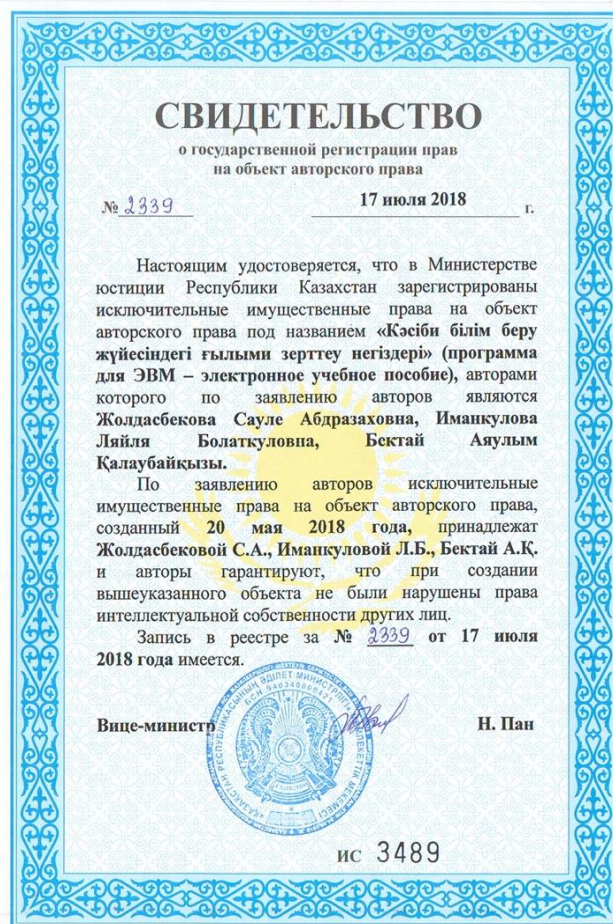 СВИДЕТЕЛЬСТВО
о государственной регистрации прав
на объект авторского права
№ 2339 17 июля 2018 г.
Настоящим удостоверяется, что в Министерстве
юстиции Республики Казахстан зарегистрированы
исключительные имущественные права на объект
авторского права под названием «Кәсіби білім беру
жүйесіндегі ғылыми зерттеу негіздері» (программа
для ЭВМ – электронное учебное пособие), авторами
которого по заявлению авторов являются
Жолдасбекова Сауле Абдразаховна, Иманкулова
Ляйля Болаткуловна, Бектай Аяулым
Қалаубайқызы.
По заявлению авторов исключительные
имущественные права на объект авторского права,
созданный 20 мая 2018 года, принадлежат
Жолдасбековой С.А., Иманкуловой Л.Б., Бектай А.Қ.
и авторы гарантируют, что при создании
вышеуказанного объекта не были нарушены права
интеллектуальной собственности других лиц.
Запись в реестре за № 2339 от 17 июля
2018 года имеется.
Вице-министр Н. Пан
ИС 3489